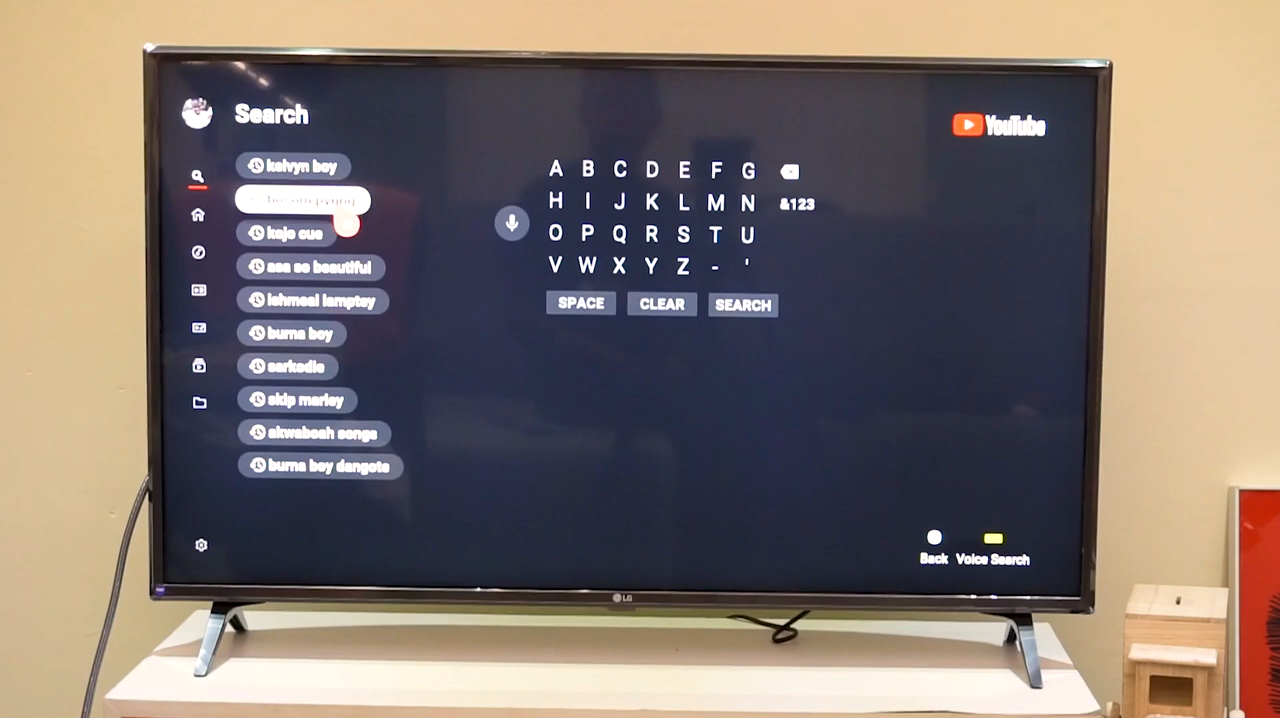 Search
YouTube
kelvyn boy
kojo cue
asa so beautiful
ishmeal lamptey
burna boy
sarkodie
skip marley
akwaboah songs
burna boy dangote
A B C D E F G
H I J K L M N &123
O P Q R S T U
V W X Y Z - '
SPACE CLEAR SEARCH
Back Voice Search
LG